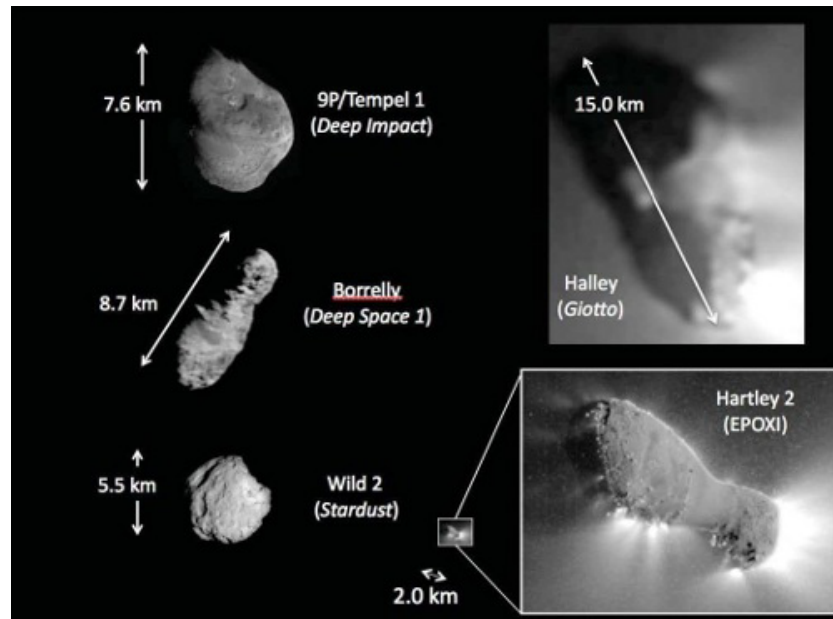 7.6 km
9P/Tempel 1
(Deep Impact)
15.0 km
8.7 km
Borrelly
(Deep Space 1)
Halley
(Giotto)
5.5 km
Wild 2
(Stardust)
Hartley 2
(EPOXI)
2.0 km